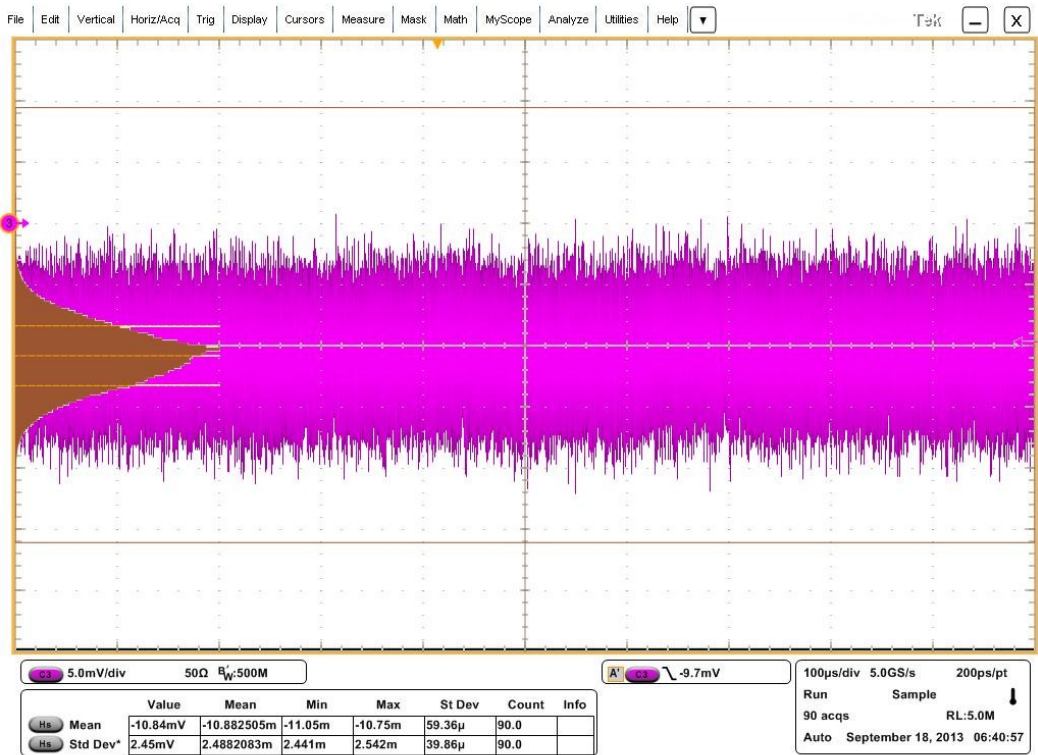 File Edit Vertical Horiz/Acq Trig Display Cursors Measure Mask Math MyScope Analyze Utilities Help Tek X
3
C3 5.0mV/div 50Ω BW:500M
A' C3 -9.7mV
100µs/div 5.0GS/s 200ps/pt
Run Sample
90 acqs RL:5.0M
Auto September 18, 2013 06:40:57
Value Mean Min Max St Dev Count Info
Hs Mean -10.84mV -10.882505m -11.05m -10.75m 59.36µ 90.0
Hs Std Dev* 2.45mV 2.4882083m 2.441m 2.542m 39.86µ 90.0